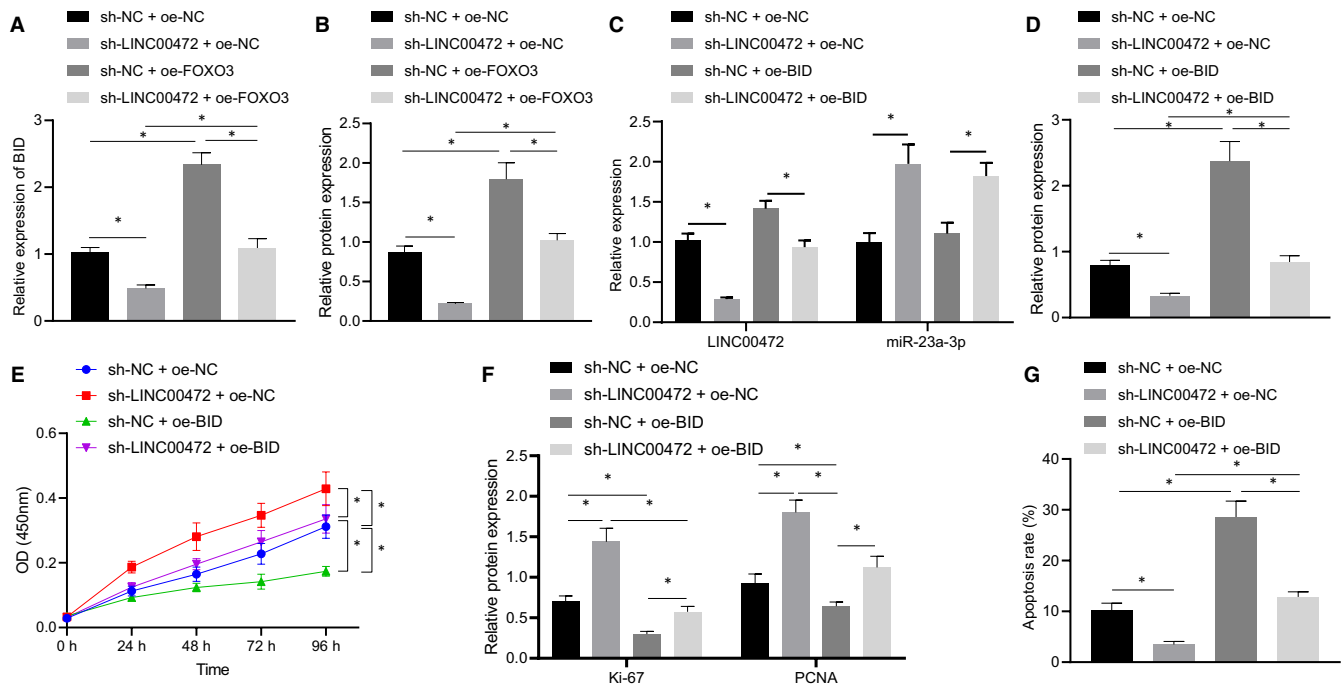 A
sh-NC + oe-NC
sh-LINC00472 + oe-NC
sh-NC + oe-FOXO3
sh-LINC00472 + oe-FOXO3
Relative expression of BID
3
2
1
0
*
*
*
*
B
sh-NC + oe-NC
sh-LINC00472 + oe-NC
sh-NC + oe-FOXO3
sh-LINC00472 + oe-FOXO3
Relative protein expression
2.5
2.0
1.5
1.0
0.5
0.0
*
*
*
*
C
sh-NC + oe-NC
sh-LINC00472 + oe-NC
sh-NC + oe-BID
sh-LINC00472 + oe-BID
Relative expression
2.5
2.0
1.5
1.0
0.5
0.0
*
*
*
*
LINC00472
miR-23a-3p
D
sh-NC + oe-NC
sh-LINC00472 + oe-NC
sh-NC + oe-BID
sh-LINC00472 + oe-BID
Relative protein expression
3
2
1
0
*
*
*
*
E
sh-NC + oe-NC
sh-LINC00472 + oe-NC
sh-NC + oe-BID
sh-LINC00472 + oe-BID
OD (450nm)
0.6
0.4
0.2
0.0
*
*
*
*
0 h
24 h
48 h
72 h
96 h
Time
F
sh-NC + oe-NC
sh-LINC00472 + oe-NC
sh-NC + oe-BID
sh-LINC00472 + oe-BID
Relative protein expression
2.5
2.0
1.5
1.0
0.5
0.0
*
*
*
*
*
*
*
*
Ki-67
PCNA
G
sh-NC + oe-NC
sh-LINC00472 + oe-NC
sh-NC + oe-BID
sh-LINC00472 + oe-BID
Apoptosis rate (%)
40
30
20
10
0
*
*
*
*